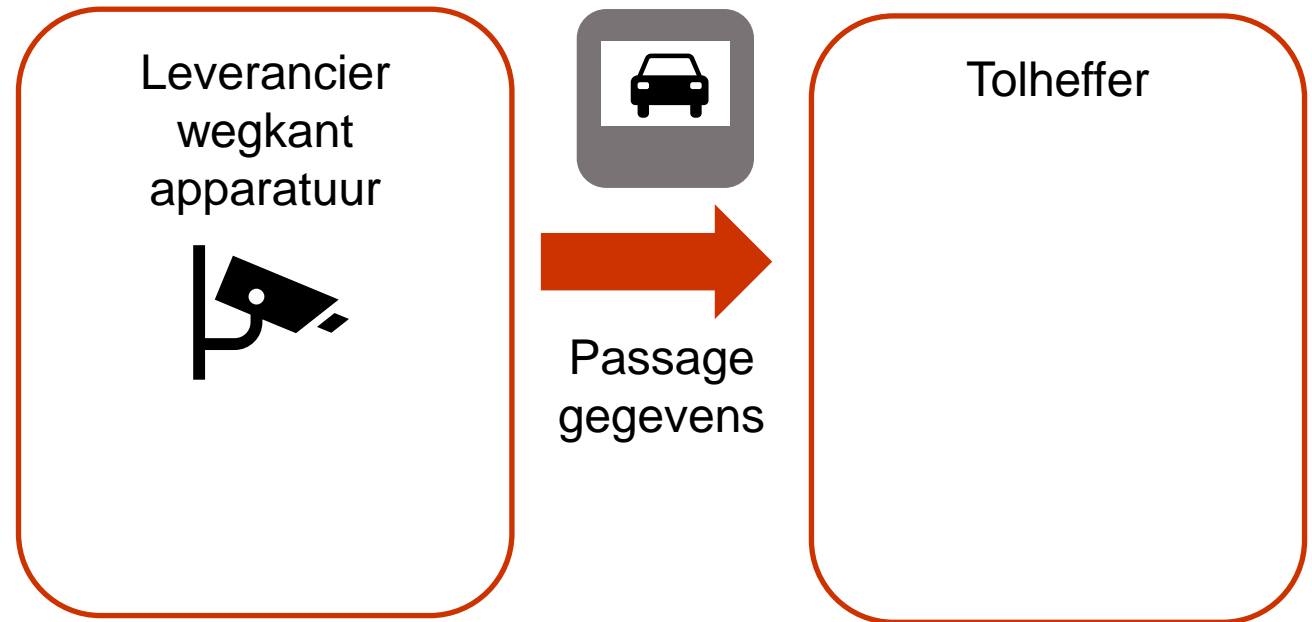 Leverancier
wegkant
apparatuur
Passage
gegevens
Tolheffer